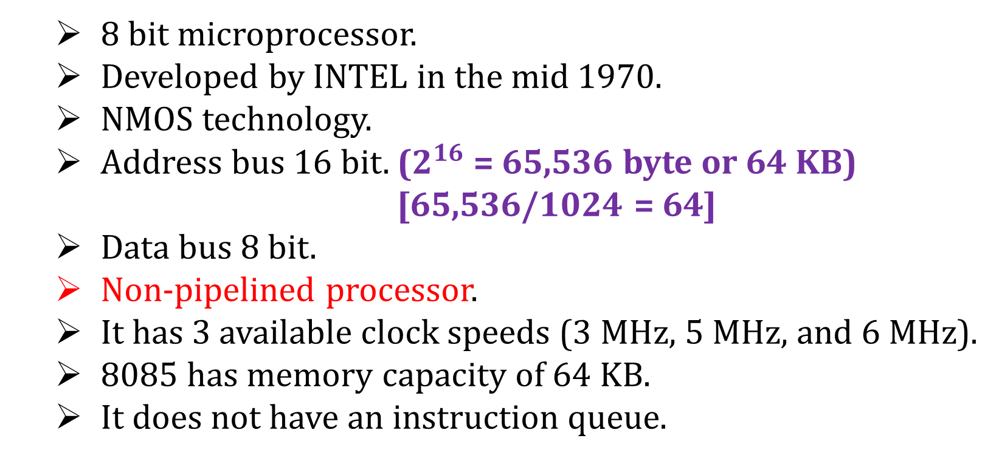 ➢ 8 bit microprocessor.
➢ Developed by INTEL in the mid 1970.
➢ NMOS technology.
➢ Address bus 16 bit. (2¹⁶ = 65,536 byte or 64 KB)
[65,536/1024 = 64]
➢ Data bus 8 bit.
➢ Non-pipelined processor.
➢ It has 3 available clock speeds (3 MHz, 5 MHz, and 6 MHz).
➢ 8085 has memory capacity of 64 KB.
➢ It does not have an instruction queue.